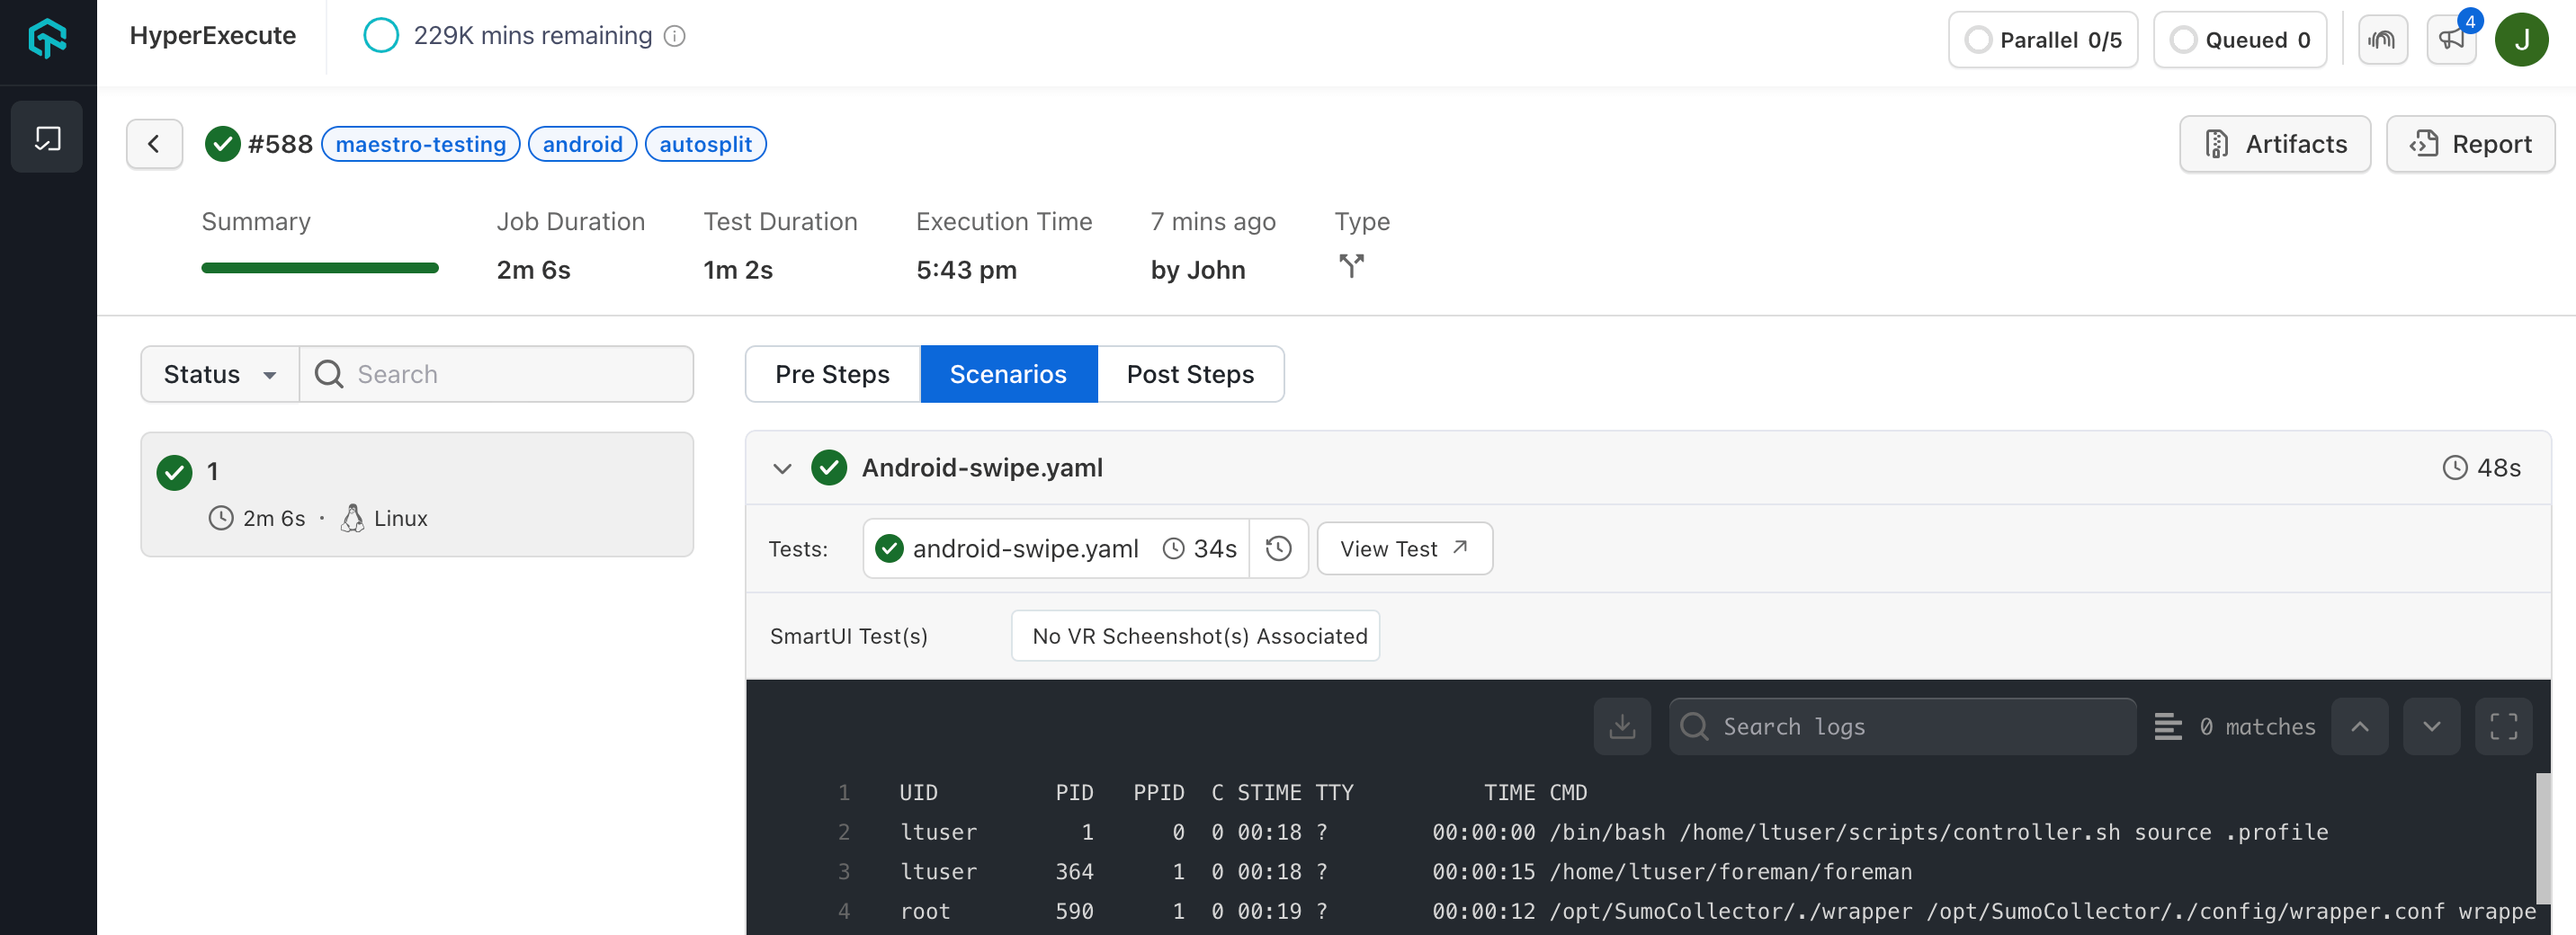 HyperExecute
229K mins remaining
Parallel 0/5
Queued 0
4
J
#588 maestro-testing android autosplit
Artifacts
Report
Summary
Job Duration
2m 6s
Test Duration
1m 2s
Execution Time
5:43 pm
7 mins ago
by John
Type
Status
Search
1
2m 6s · Linux
Pre Steps
Scenarios
Post Steps
Android-swipe.yaml
48s
Tests:
android-swipe.yaml 34s
View Test
SmartUI Test(s)
No VR Scheenshot(s) Associated
Search logs
0 matches
1 UID PID PPID C STIME TTY TIME CMD
2 ltuser 1 0 0 00:18 ? 00:00:00 /bin/bash /home/ltuser/scripts/controller.sh source .profile
3 ltuser 364 1 0 00:18 ? 00:00:15 /home/ltuser/foreman/foreman
4 root 590 1 0 00:19 ? 00:00:12 /opt/SumoCollector/./wrapper /opt/SumoCollector/./config/wrapper.conf wrappe